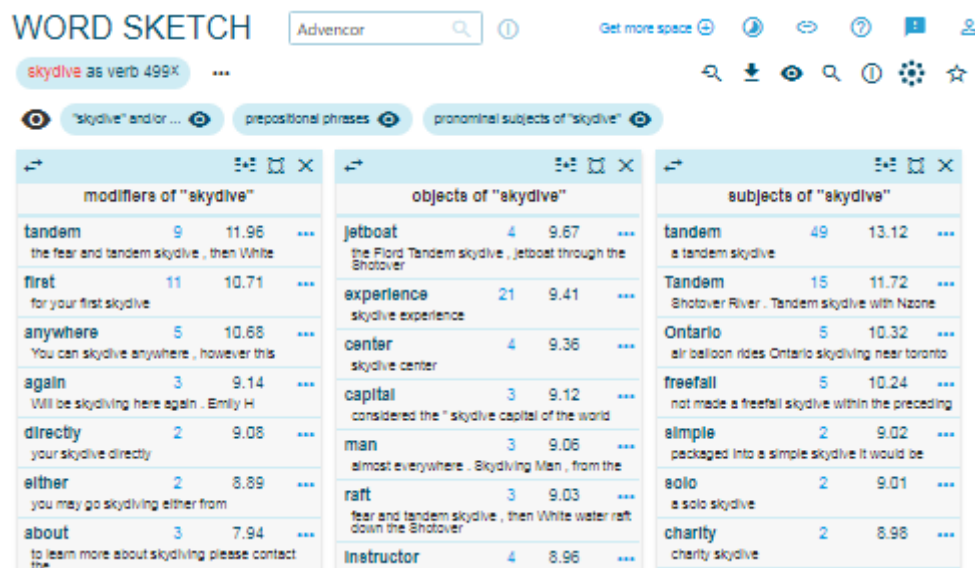 WORD SKETCH
Advencor
Get more space
skydive as verb 499×
...
"skydive" and/or ...
prepositional phrases
pronominal subjects of "skydive"
modifiers of "skydive"
tandem 9 11.96
the fear and tandem skydive , then White
first 11 10.71
for your first skydive
anywhere 5 10.68
You can skydive anywhere , however this
again 3 9.14
Will be skydiving here again . Emily H
directly 2 9.08
your skydive directly
either 2 8.89
you may go skydiving either from
about 3 7.94
to learn more about skydiving please contact
the
objects of "skydive"
jetboat 4 9.67
the Fiord Tandem skydive , jetboat through the
Shotover
experience 21 9.41
skydive experience
center 4 9.36
skydive center
capital 3 9.12
considered the " skydive capital of the world
man 3 9.06
almost everywhere . Skydiving Man , from the
raft 3 9.03
fear and tandem skydive , then White water raft
down the Shotover
instructor 4 8.96
subjects of "skydive"
tandem 49 13.12
a tandem skydive
Tandem 15 11.72
Shotover River . Tandem skydive with Nzone
Ontario 5 10.32
air balloon rides Ontario skydiving near toronto
freefall 5 10.24
not made a freefall skydive within the preceding
simple 2 9.02
packaged into a simple skydive it would be
solo 2 9.01
a solo skydive
charity 2 8.98
charity skydive